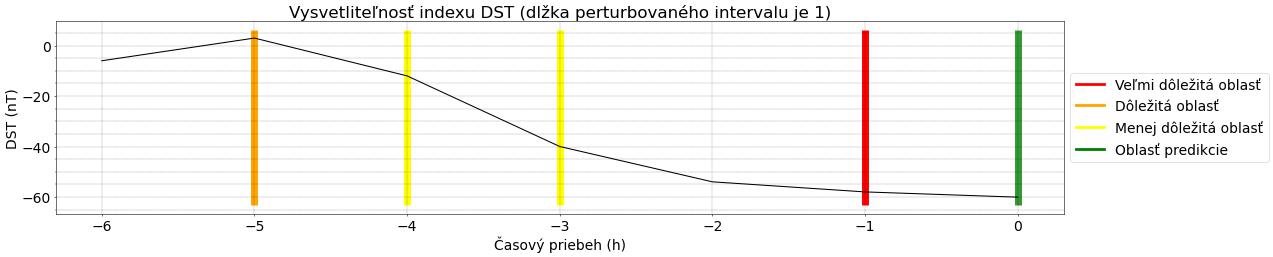 Vysvetliteľnosť indexu DST (dĺžka perturbovaného intervalu je 1)
DST (nT)
0
−20
−40
−60
−6
−5
−4
−3
−2
−1
0
Časový priebeh (h)
Veľmi dôležitá oblasť
Dôležitá oblasť
Menej dôležitá oblasť
Oblasť predikcie